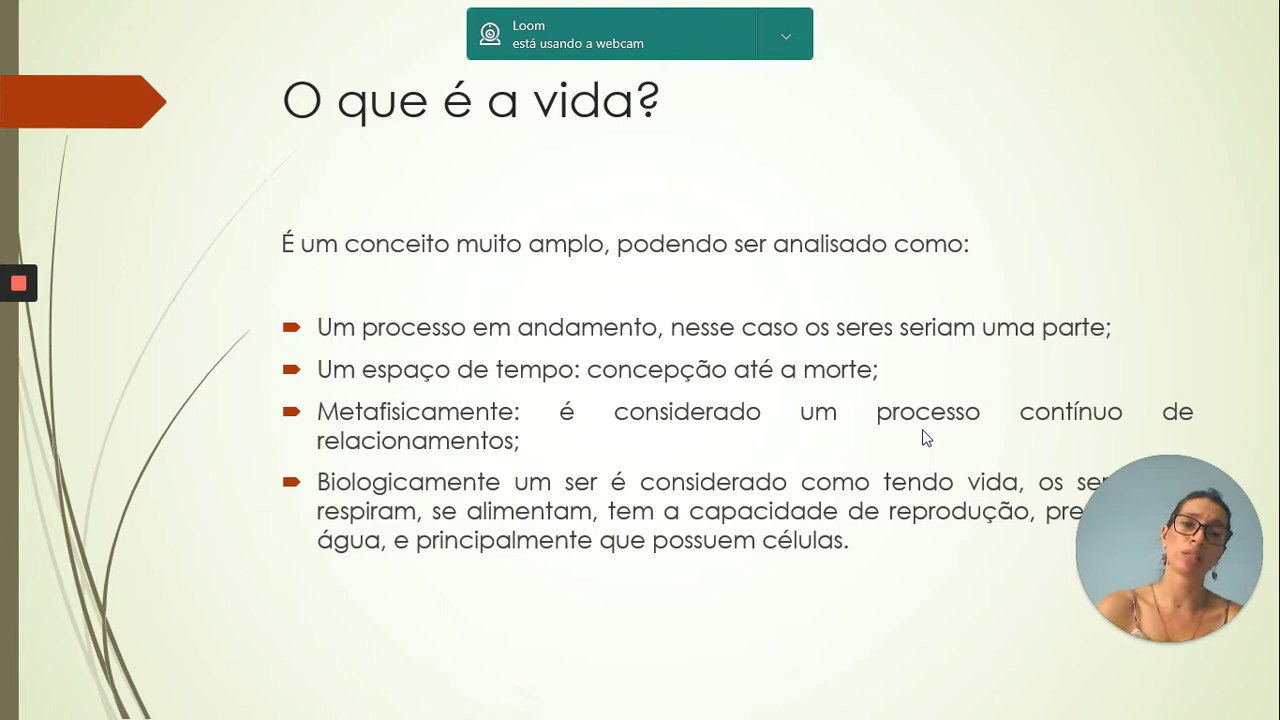 Loom
está usando a webcam
O que é a vida?
É um conceito muito amplo, podendo ser analisado como:
Um processo em andamento, nesse caso os seres seriam uma parte;
Um espaço de tempo: concepção até a morte;
Metafisicamente: é considerado um processo contínuo de
relacionamentos;
Biologicamente um ser é considerado como tendo vida, os
respiram, se alimentam, tem a capacidade de reprodução,
água, e principalmente que possuem células.